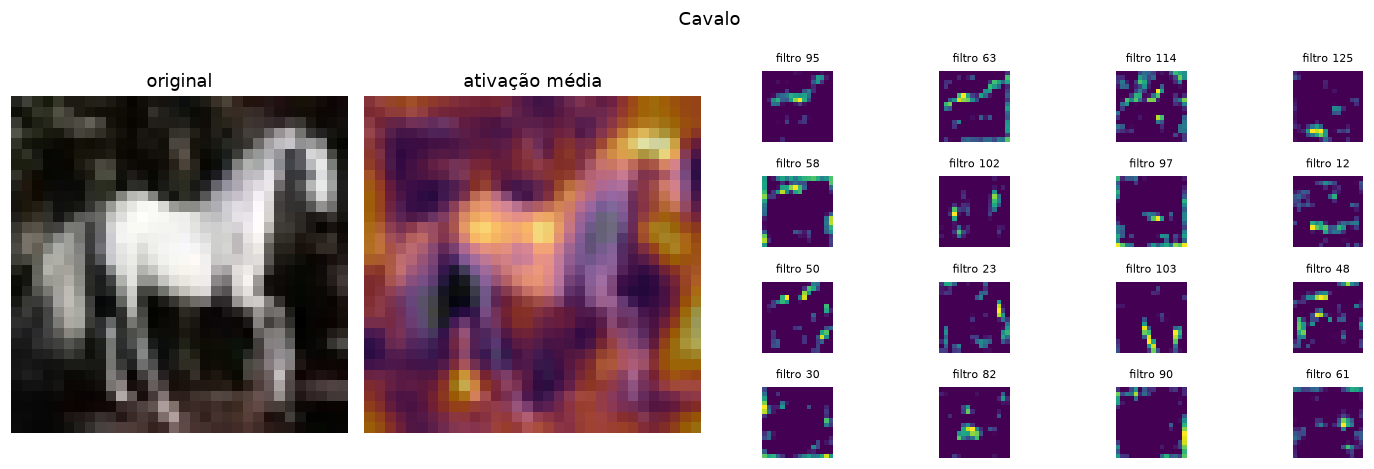 Cavalo
original
ativação média
filtro 95
filtro 63
filtro 114
filtro 125
filtro 58
filtro 102
filtro 97
filtro 12
filtro 50
filtro 23
filtro 103
filtro 48
filtro 30
filtro 82
filtro 90
filtro 61